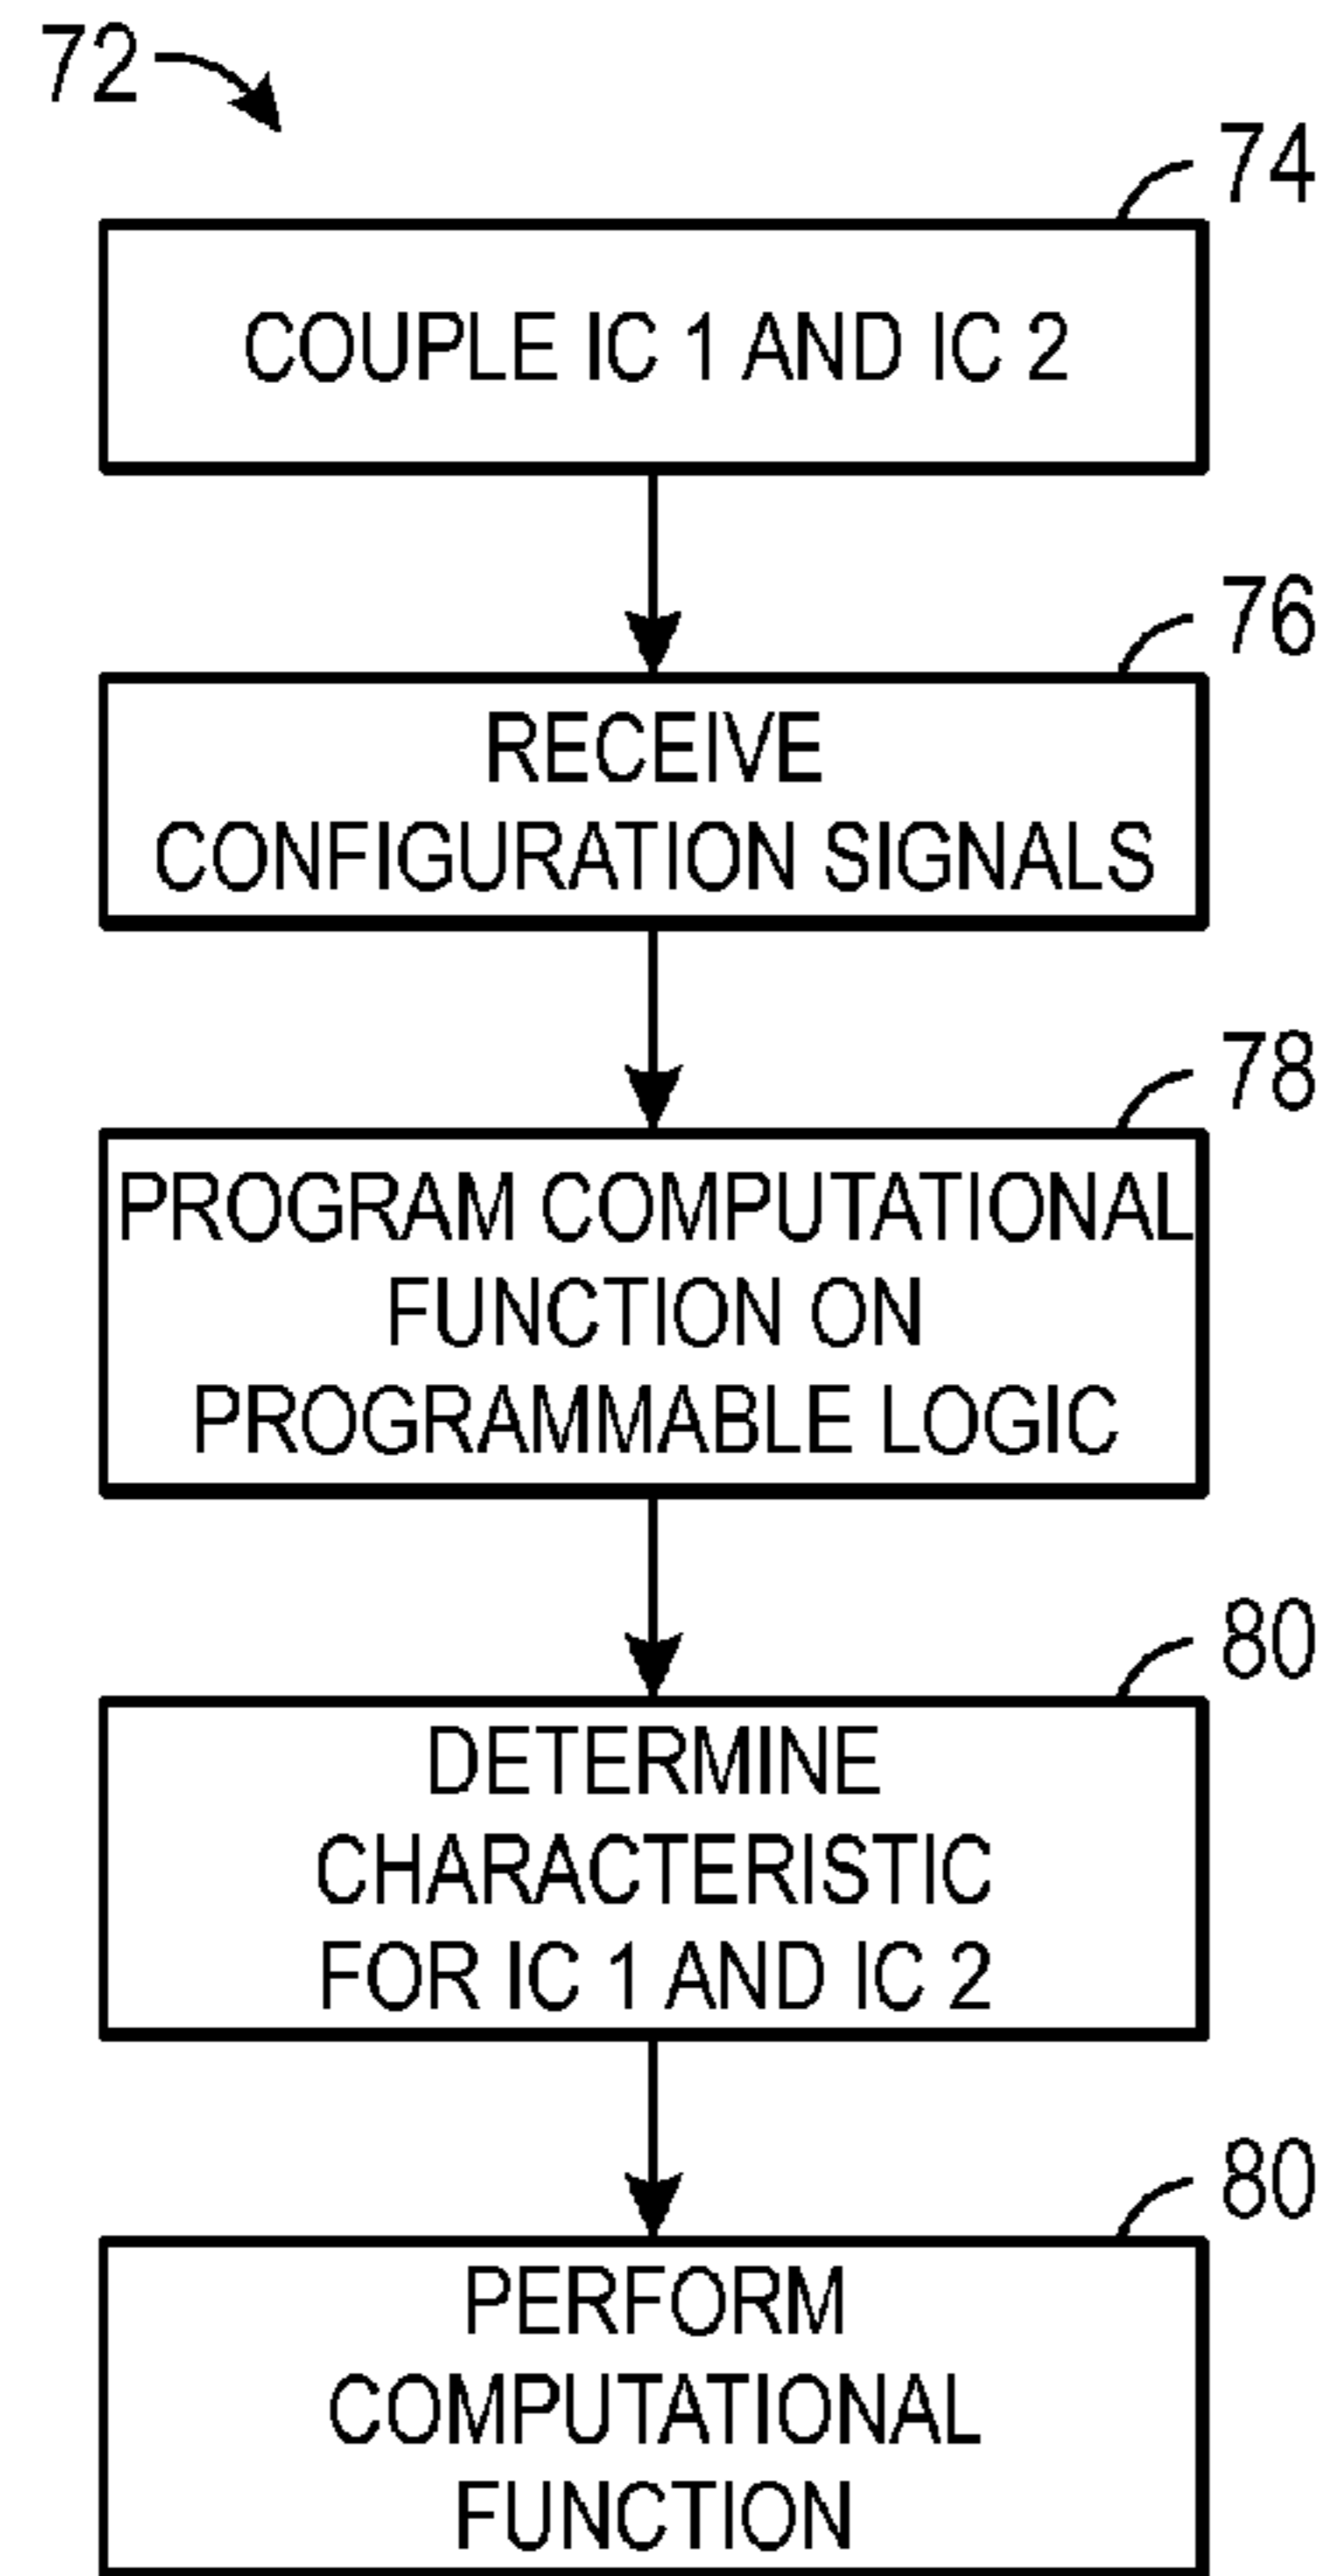 72
74
COUPLE IC 1 AND IC 2
76
RECEIVE
CONFIGURATION SIGNALS
78
PROGRAM COMPUTATIONAL
FUNCTION ON
PROGRAMMABLE LOGIC
80
DETERMINE
CHARACTERISTIC
FOR IC 1 AND IC 2
80
PERFORM
COMPUTATIONAL
FUNCTION